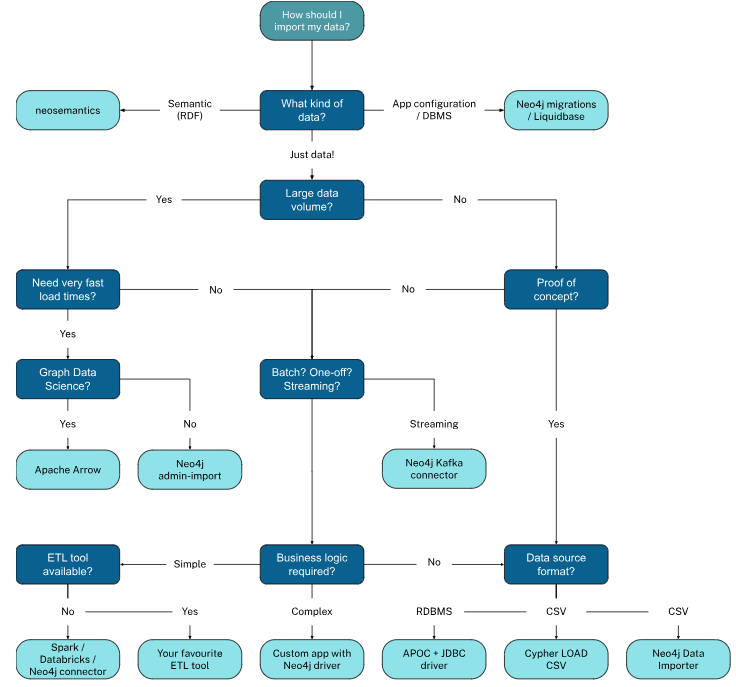 How should I
import my data?
neosemantics
Semantic
(RDF)
What kind of
data?
App configuration
/ DBMS
Neo4j migrations
/ Liquidbase
Just data!
Yes
Large data
volume?
No
Need very fast
load times?
No
No
Proof of
concept?
Yes
Graph Data
Science?
Batch? One-off?
Streaming?
Yes
No
Streaming
Yes
Apache Arrow
Neo4j
admin-import
Neo4j Kafka
connector
ETL tool
available?
Simple
Business logic
required?
No
Data source
format?
No
Yes
Complex
RDBMS
CSV
CSV
Spark /
Databricks /
Neo4j connector
Your favourite
ETL tool
Custom app with
Neo4j driver
APOC + JDBC
driver
Cypher LOAD
CSV
Neo4j Data
Importer